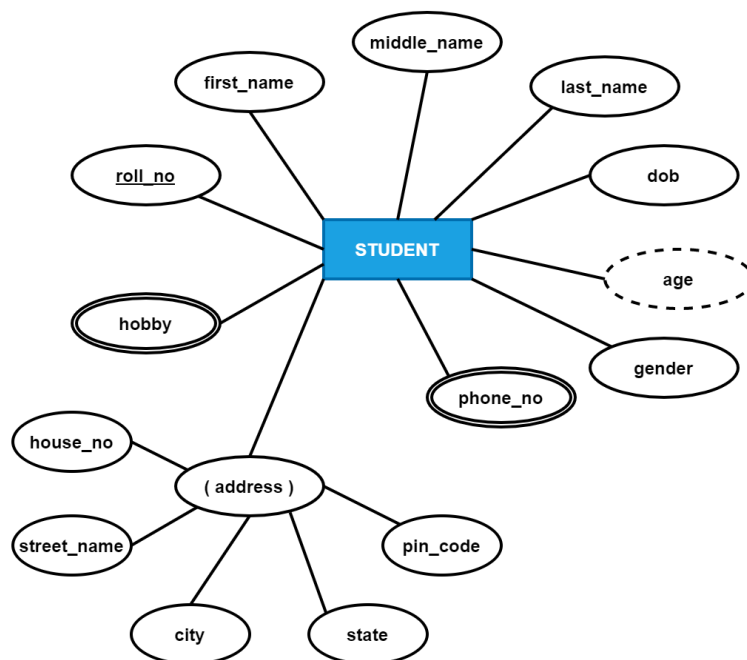 middle_name
first_name
last_name
roll_no
dob
STUDENT
age
hobby
gender
phone_no
house_no
( address )
street_name
pin_code
city
state